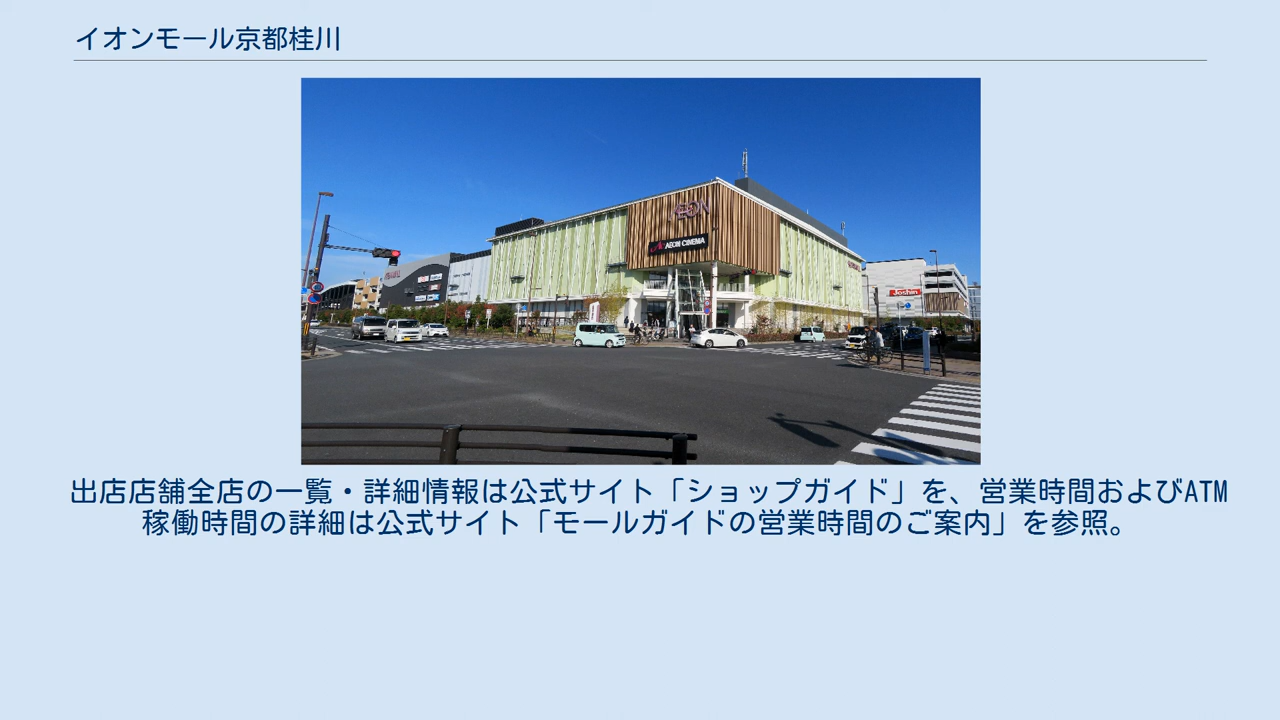 イオンモール京都桂川
ÆON
AEON CINEMA
Joshin
出店店舗全店の一覧・詳細情報は公式サイト「ショップガイド」を、営業時間およびATM
稼働時間の詳細は公式サイト「モールガイドの営業時間のご案内」を参照。